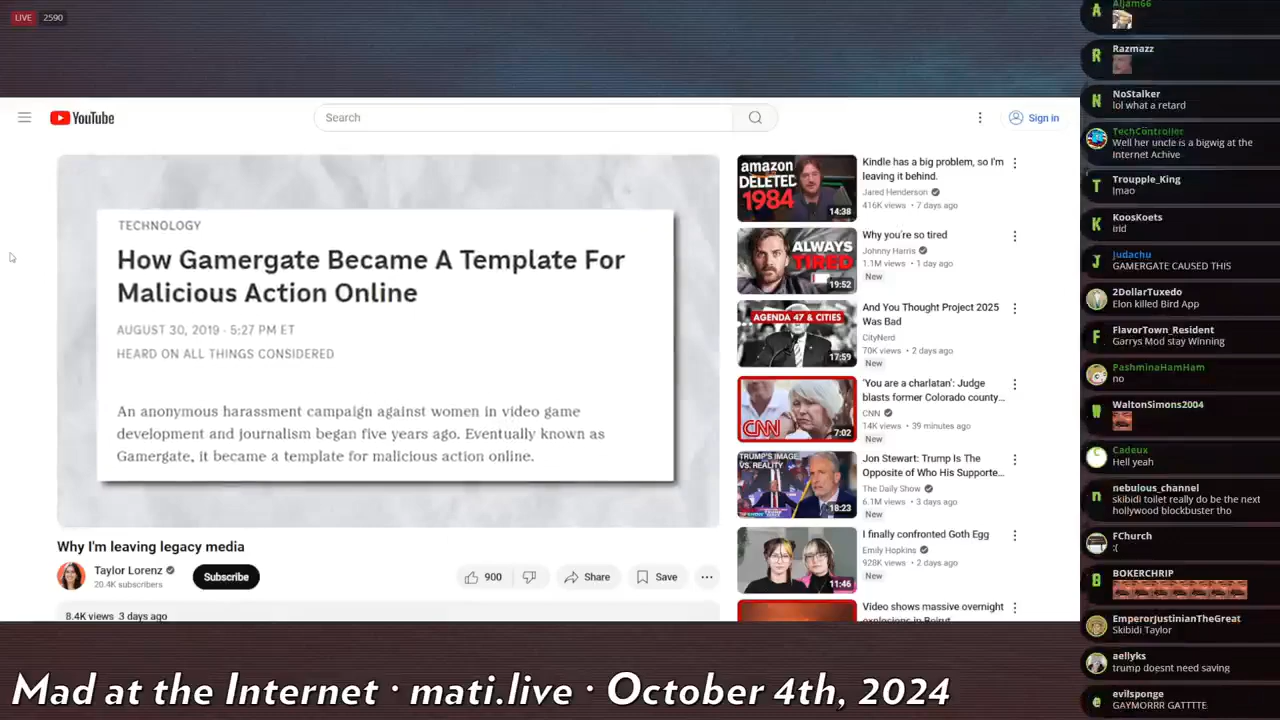 LIVE 2590
YouTube
Search
Sign in
TECHNOLOGY
How Gamergate Became A Template For
Malicious Action Online
AUGUST 30, 2019 · 5:27 PM ET
HEARD ON ALL THINGS CONSIDERED
An anonymous harassment campaign against women in video game
development and journalism began five years ago. Eventually known as
Gamergate, it became a template for malicious action online.
Why I'm leaving legacy media
Taylor Lorenz
20.4K subscribers
Subscribe
900
Share
Save
8.4K views 3 days ago
amazon
DELETED
1984
14:38
Kindle has a big problem, so I'm
leaving it behind.
Jared Henderson
416K views • 7 days ago
ALWAYS
TIRED
19:52
Why you're so tired
Johnny Harris
1.1M views • 1 day ago
New
AGENDA 47 & CITIES
17:59
And You Thought Project 2025
Was Bad
CityNerd
70K views • 2 days ago
New
CNN
7:02
'You are a charlatan': Judge
blasts former Colorado county…
CNN
14K views • 39 minutes ago
New
TRUMP'S IMAGE
VS. REALITY
18:23
Jon Stewart: Trump Is The
Opposite of Who His Supporte…
The Daily Show
6.1M views • 3 days ago
New
11:46
I finally confronted Goth Egg
Emily Hopkins
928K views • 2 days ago
New
Video shows massive overnight
explosions in Beirut
Aljam66
Razmazz
NoStalker
lol what a retard
TechController
Well her uncle is a bigwig at the
Internet Achive
Troupple_King
lmao
KoosKoets
irld
Judachu
GAMERGATE CAUSED THIS
2DollarTuxedo
Elon killed Bird App
FlavorTown_Resident
Garrys Mod stay Winning
PashminaHamHam
no
WaltonSimons2004
Cadeux
Hell yeah
nebulous_channel
skibidi toilet really do be the next
hollywood blockbuster tho
FChurch
:(
BOKERCHRIP
EmperorJustinianTheGreat
Skibidi Taylor
aellyks
trump doesnt need saving
evilsponge
GAYMORRR GATTTTE
Mad at the Internet · mati.live · October 4th, 2024